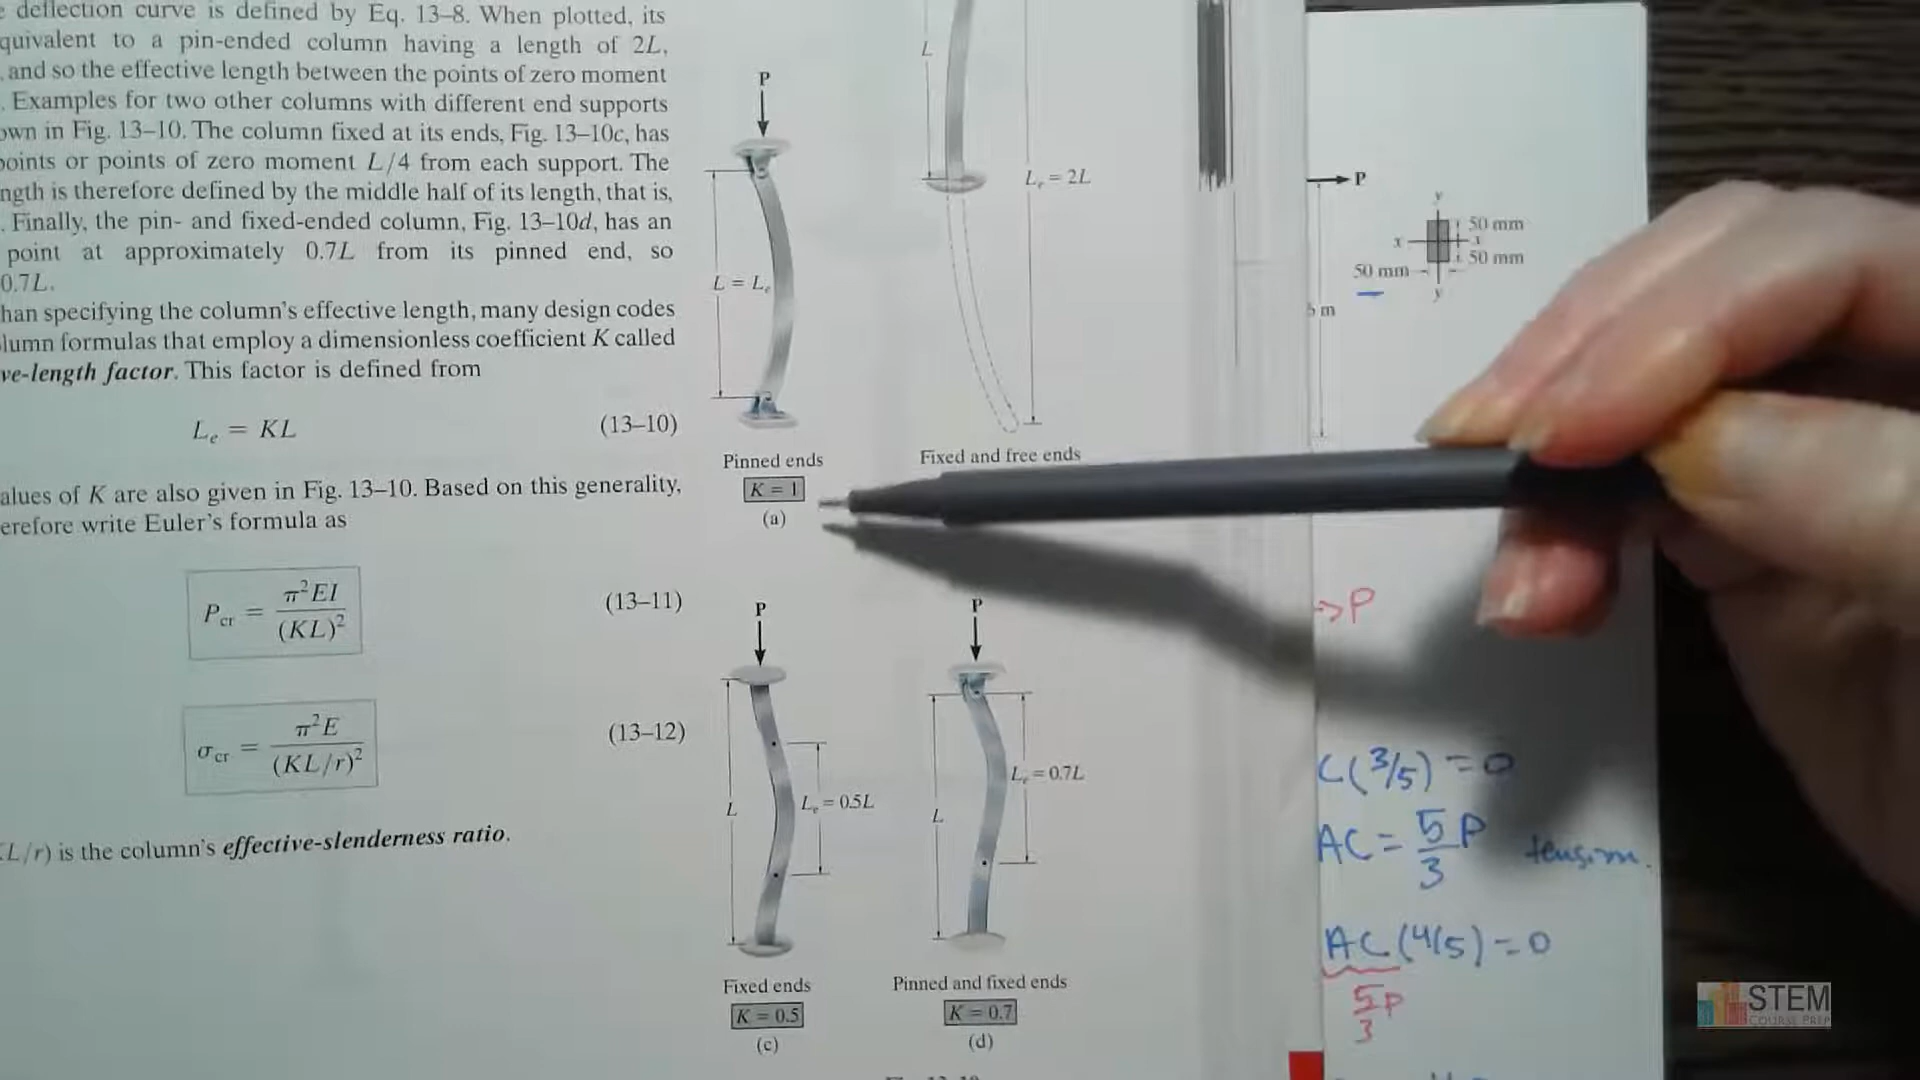 deflection curve is defined by Eq. 13–8. When plotted, its
quivalent to a pin-ended column having a length of 2L,
and so the effective length between the points of zero moment
. Examples for two other columns with different end supports
own in Fig. 13–10. The column fixed at its ends, Fig. 13–10c, has
points or points of zero moment L/4 from each support. The
ngth is therefore defined by the middle half of its length, that is,
. Finally, the pin- and fixed-ended column, Fig. 13–10d, has an
point at approximately 0.7L from its pinned end, so
0.7L.
han specifying the column's effective length, many design codes
lumn formulas that employ a dimensionless coefficient K called
ve-length factor. This factor is defined from
Le = KL (13–10)
alues of K are also given in Fig. 13–10. Based on this generality,
erefore write Euler's formula as
Pcr = π²EI/(KL)² (13–11)
σcr = π²E/(KL/r)² (13–12)
KL/r) is the column's effective-slenderness ratio.
P
L = Le
Pinned ends
K = 1
(a)
L
Le = 2L
Fixed and free ends
P
L
Le = 0.5L
Fixed ends
K = 0.5
(c)
P
L
Le = 0.7L
Pinned and fixed ends
K = 0.7
(d)
P
y
50 mm
x x
50 mm
50 mm
y
m
→P
C(3/5) = 0
AC = 5/3 P tension.
AC(4/5) = 0
5/3 P
STEM
COURSE PREP